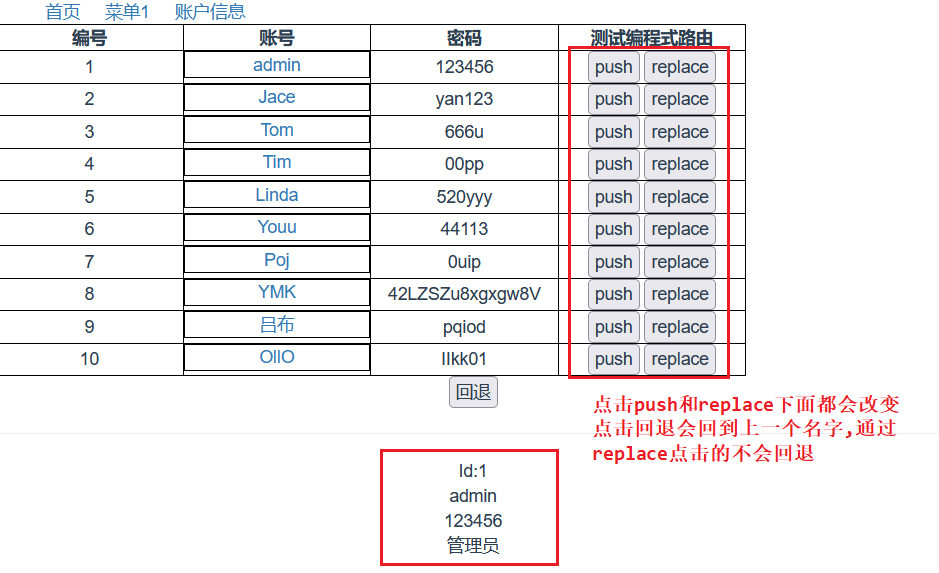 首页 菜单1 账户信息
编号 账号 密码 测试编程式路由
1 admin 123456 push replace
2 Jace yan123 push replace
3 Tom 666u push replace
4 Tim 00pp push replace
5 Linda 520yyy push replace
6 Youu 44113 push replace
7 Poj 0uip push replace
8 YMK 42LZSZu8xgxgw8V push replace
9 吕布 pqiod push replace
10 OIIO IIkk01 push replace
回退
点击push和replace下面都会改变
点击回退会回到上一个名字,通过
replace点击的不会回退
Id:1
admin
123456
管理员